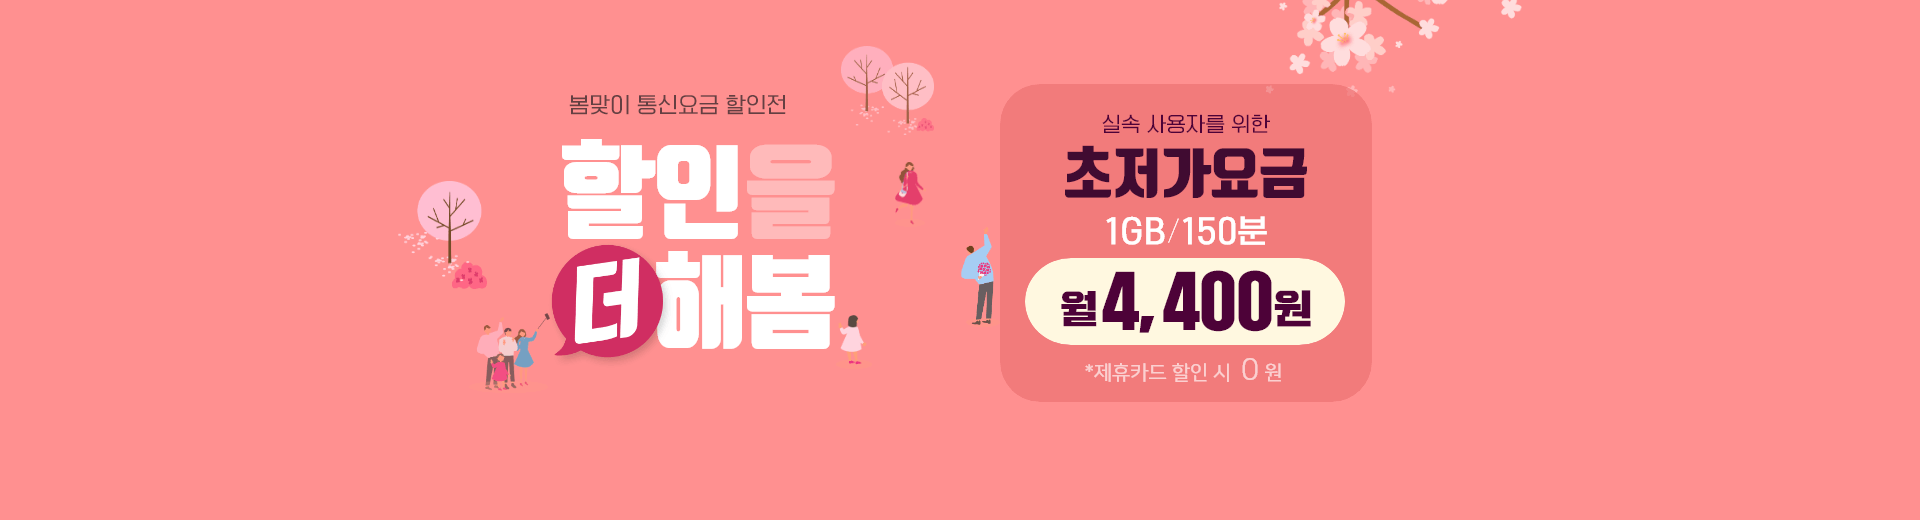 봄맞이 통신요금 할인전
할인을
더해봄
실속 사용자를 위한
초저가요금
1GB/150분
월4,400원
*제휴카드 할인 시 0원